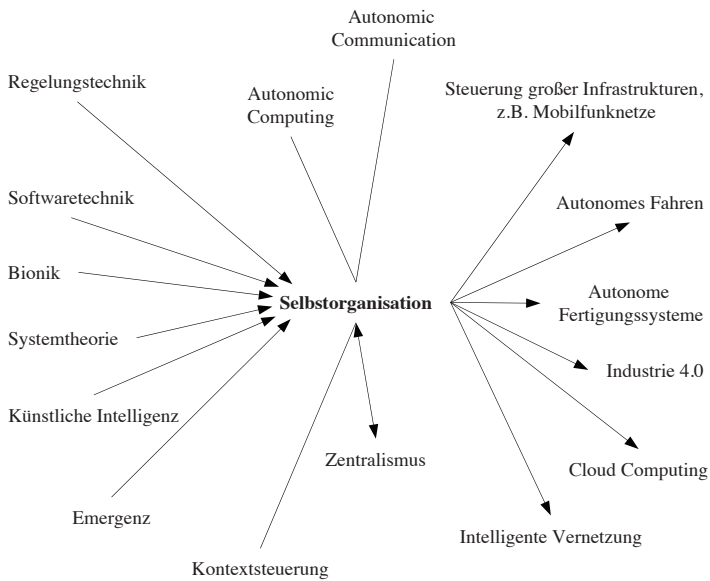 Autonomic
Communication
Regelungstechnik
Autonomic
Computing
Steuerung großer Infrastrukturen,
z.B. Mobilfunknetze
Softwaretechnik
Autonomes Fahren
Bionik
Selbstorganisation
Autonome
Fertigungssysteme
Systemtheorie
Industrie 4.0
Künstliche Intelligenz
Zentralismus
Cloud Computing
Emergenz
Intelligente Vernetzung
Kontextsteuerung